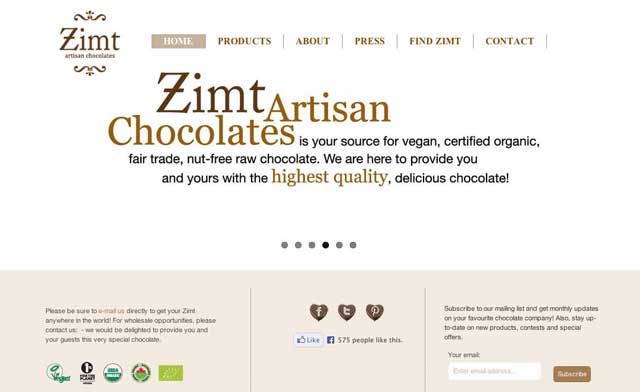 Zimt
artisan chocolates
HOME PRODUCTS ABOUT PRESS FIND ZIMT CONTACT
Zimt Artisan
Chocolates is your source for vegan, certified organic,
fair trade, nut-free raw chocolate. We are here to provide you
and yours with the highest quality, delicious chocolate!
Please be sure to e-mail us directly to get your Zimt
anywhere in the world! For wholesale opportunities, please
contact us: - we would be delighted to provide you and
your guests this very special chocolate.
Vegan
USDA
ORGANIC
Like 575 people like this.
Subscribe to our mailing list and get monthly updates
on your favourite chocolate company! Also, stay up-
to-date on new products, contests and special
offers.
Your email:
Enter email address...
Subscribe